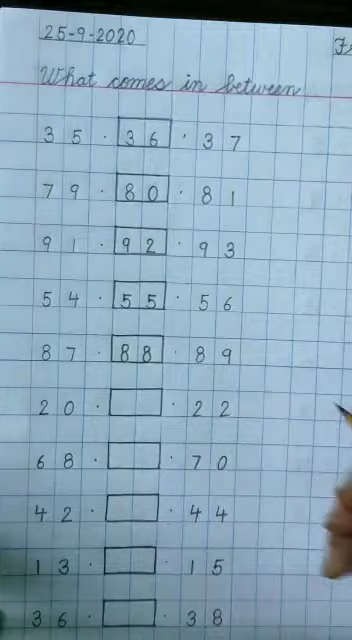 25-9-2020
What comes in between
35 · 36 · 37
79 · 80 · 81
91 · 92 · 93
54 · 55 · 56
87 · 88 · 89
20 · · 22
68 · · 70
42 · · 44
13 · · 15
36 · · 38